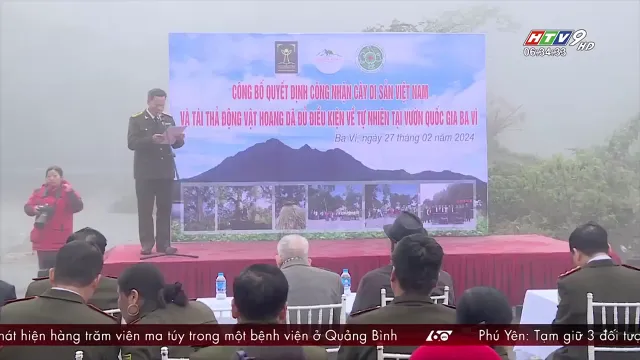 HTV9 HD
06:34:33
CÔNG BỐ QUYẾT ĐỊNH CÔNG NHẬN CÂY DI SẢN VIỆT NAM
VÀ TÁI THẢ ĐỘNG VẬT HOANG DÃ ĐỦ ĐIỀU KIỆN VỀ TỰ NHIÊN TẠI VƯỜN QUỐC GIA BA VÌ
Ba Vì, ngày 27 tháng 02 năm 2024
hát hiện hàng trăm viên ma túy trong một bệnh viện ở Quảng Bình
60
Phú Yên: Tạm giữ 3 đối tượ